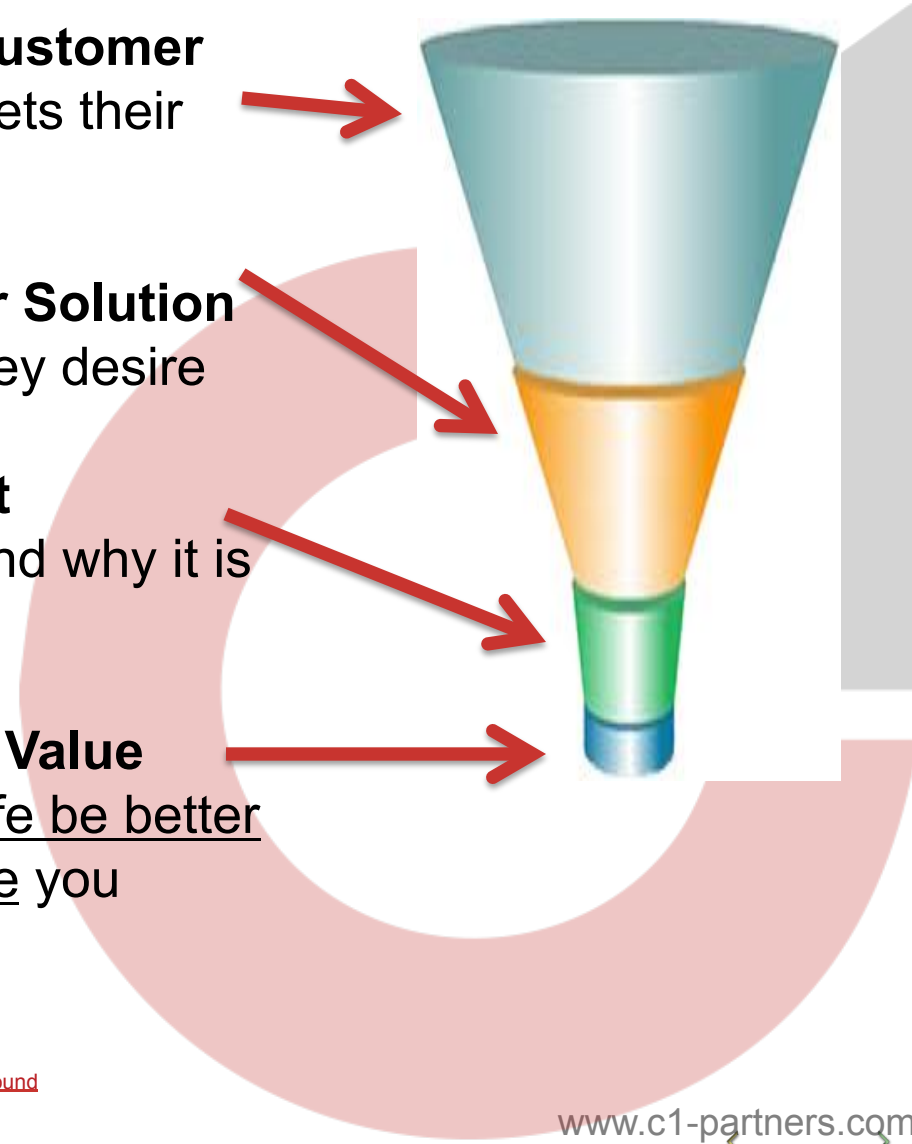 ustomer
ets their
r Solution
ey desire
t
nd why it is
Value
fe be better
e you
ound
www.c1-partners.com